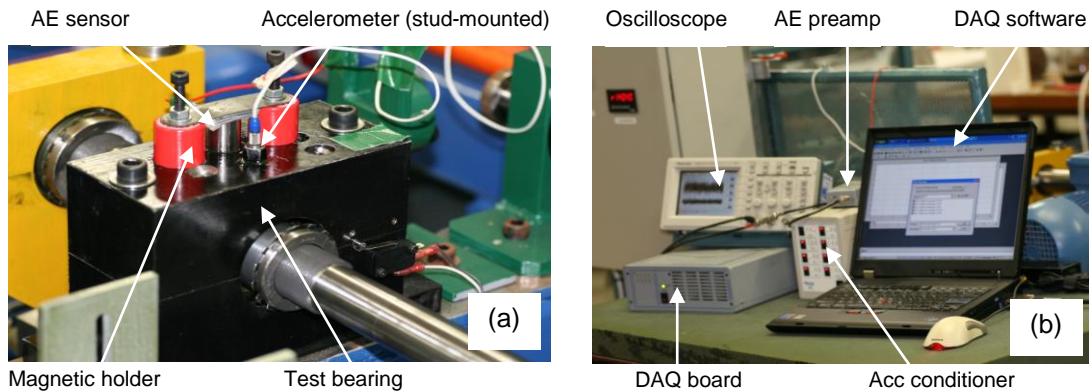 AE sensor
Accelerometer (stud-mounted)
Oscilloscope
AE preamp
DAQ software
(a)
(b)
Magnetic holder
Test bearing
DAQ board
Acc conditioner